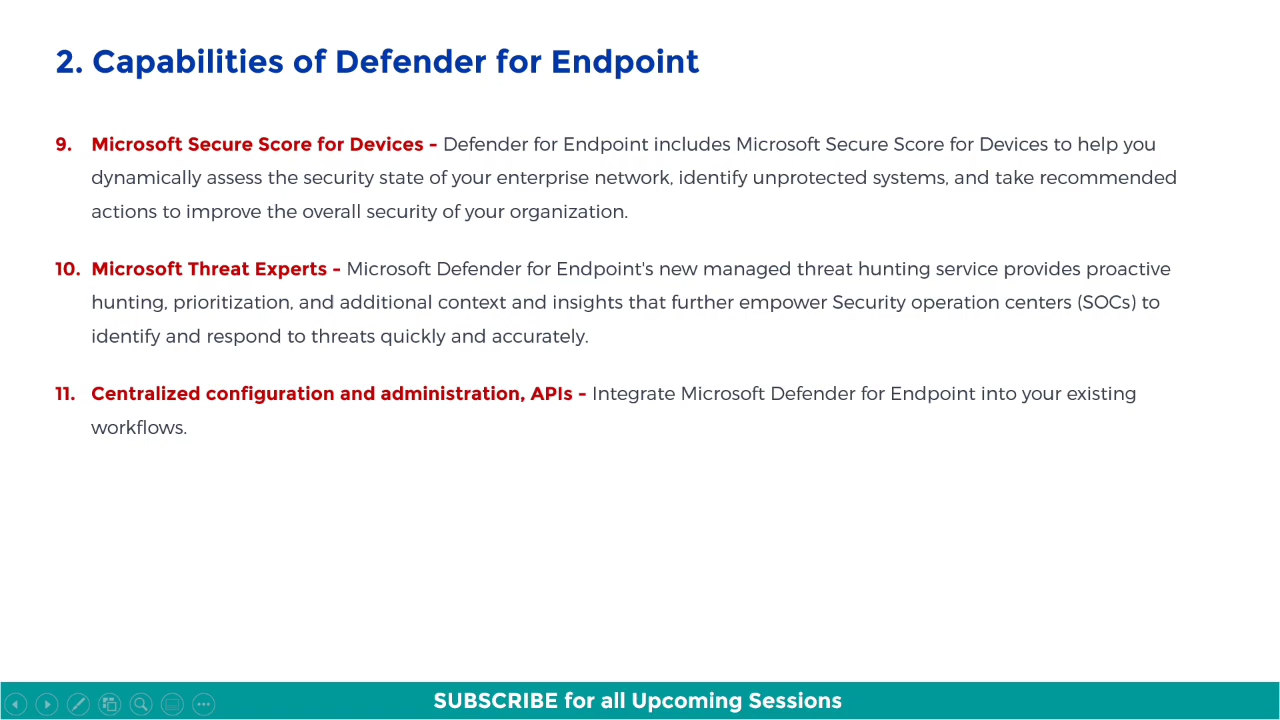 2. Capabilities of Defender for Endpoint
9. Microsoft Secure Score for Devices - Defender for Endpoint includes Microsoft Secure Score for Devices to help you
dynamically assess the security state of your enterprise network, identify unprotected systems, and take recommended
actions to improve the overall security of your organization.
10. Microsoft Threat Experts - Microsoft Defender for Endpoint's new managed threat hunting service provides proactive
hunting, prioritization, and additional context and insights that further empower Security operation centers (SOCs) to
identify and respond to threats quickly and accurately.
11. Centralized configuration and administration, APIs - Integrate Microsoft Defender for Endpoint into your existing
workflows.
SUBSCRIBE for all Upcoming Sessions